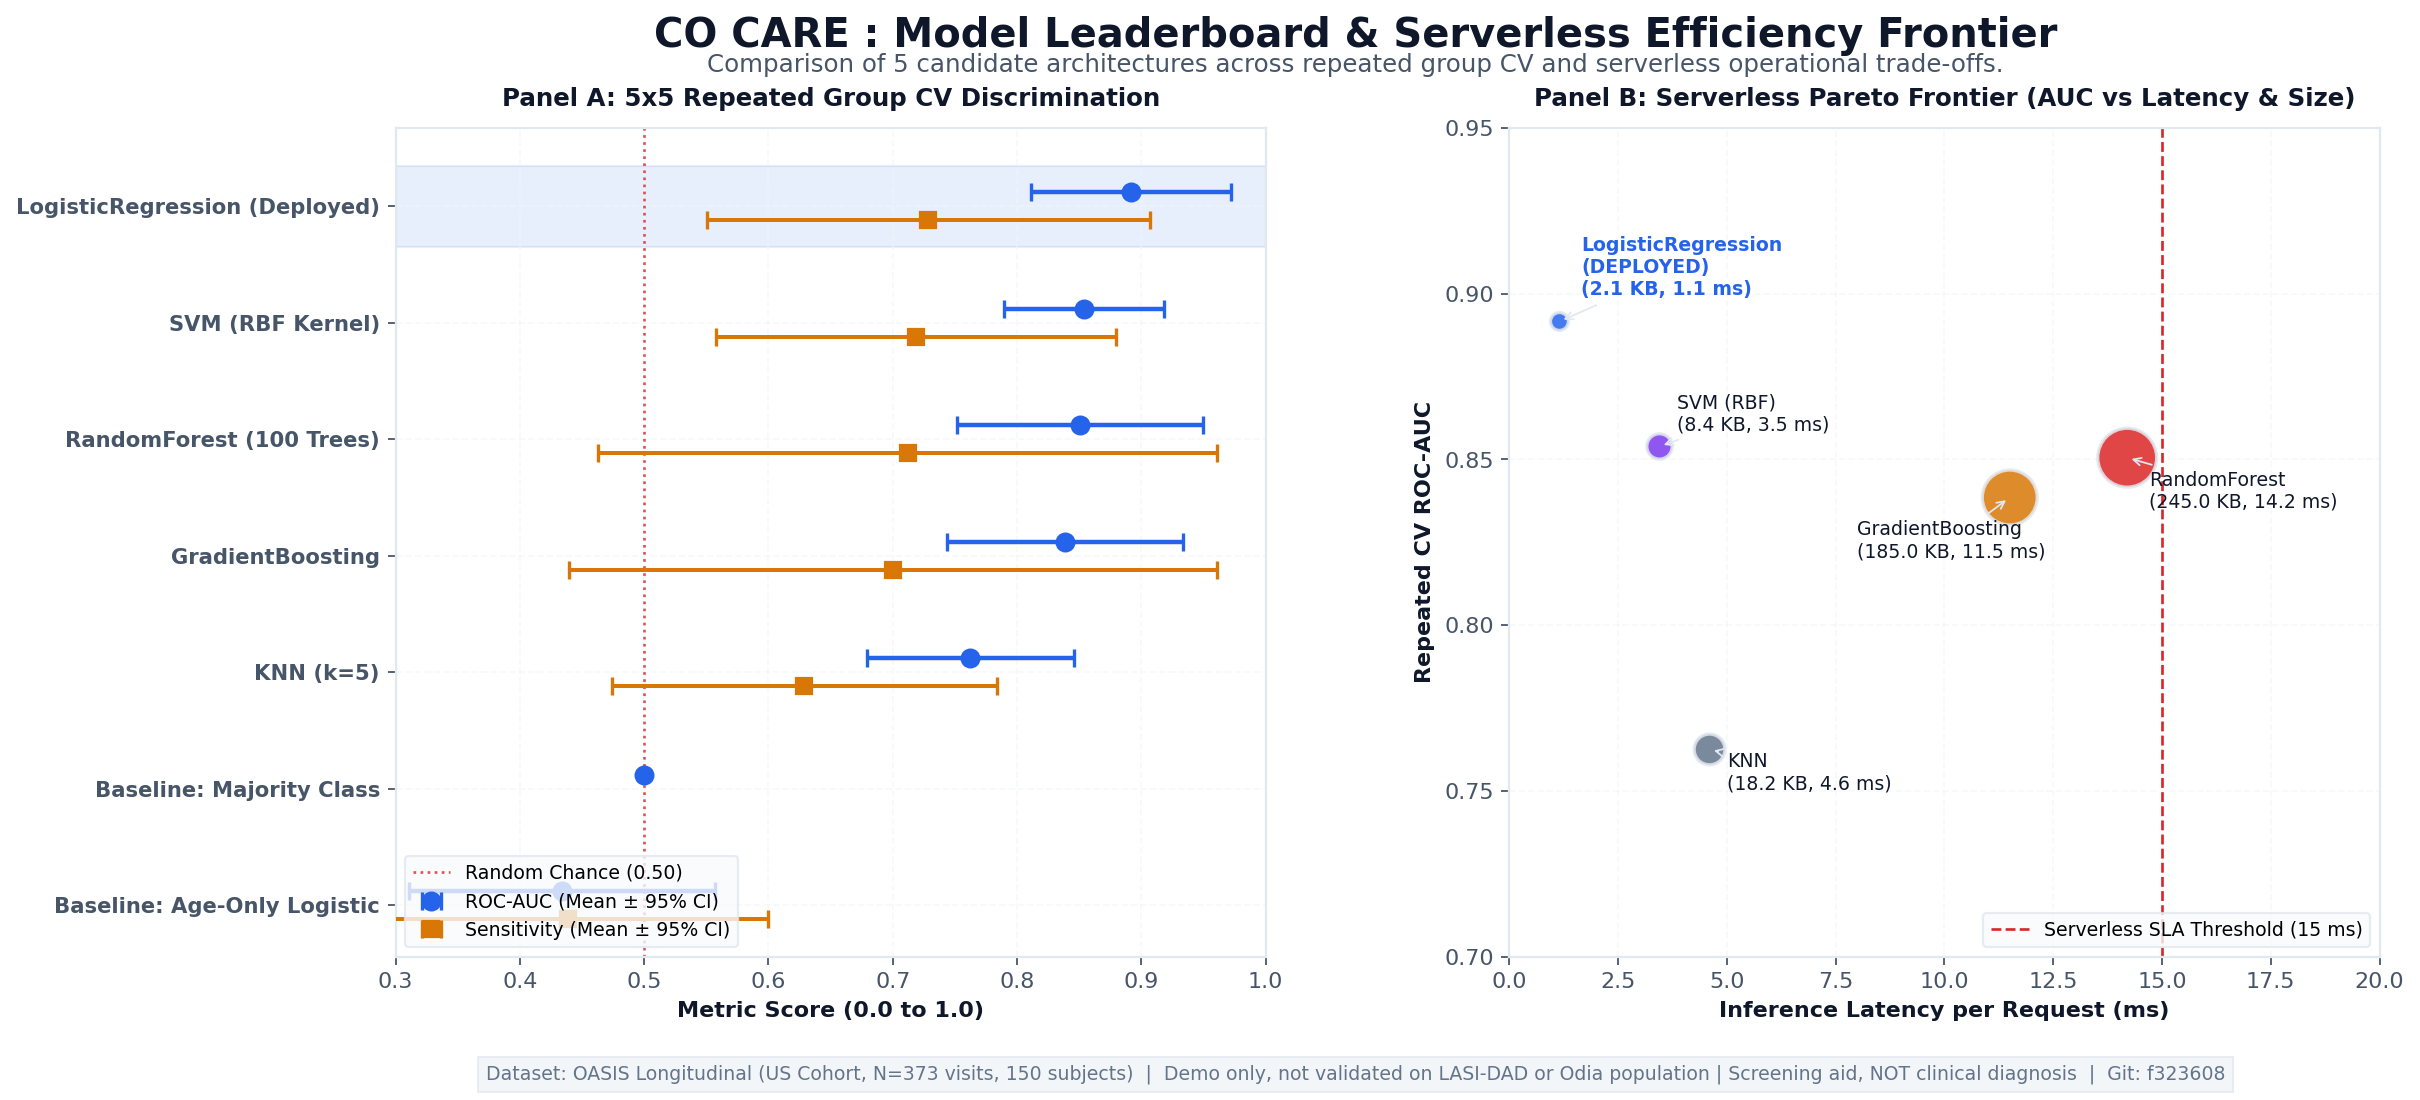 CO CARE : Model Leaderboard & Serverless Efficiency Frontier
Comparison of 5 candidate architectures across repeated group CV and serverless operational trade-offs.
Panel A: 5x5 Repeated Group CV Discrimination
LogisticRegression (Deployed)
SVM (RBF Kernel)
RandomForest (100 Trees)
GradientBoosting
KNN (k=5)
Baseline: Majority Class
Baseline: Age-Only Logistic
Random Chance (0.50)
ROC-AUC (Mean ± 95% CI)
Sensitivity (Mean ± 95% CI)
0.3 0.4 0.5 0.6 0.7 0.8 0.9 1.0
Metric Score (0.0 to 1.0)
Panel B: Serverless Pareto Frontier (AUC vs Latency & Size)
Repeated CV ROC-AUC
0.95
0.90
0.85
0.80
0.75
0.70
LogisticRegression
(DEPLOYED)
(2.1 KB, 1.1 ms)
SVM (RBF)
(8.4 KB, 3.5 ms)
RandomForest
(245.0 KB, 14.2 ms)
GradientBoosting
(185.0 KB, 11.5 ms)
KNN
(18.2 KB, 4.6 ms)
Serverless SLA Threshold (15 ms)
0.0 2.5 5.0 7.5 10.0 12.5 15.0 17.5 20.0
Inference Latency per Request (ms)
Dataset: OASIS Longitudinal (US Cohort, N=373 visits, 150 subjects) | Demo only, not validated on LASI-DAD or Odia population | Screening aid, NOT clinical diagnosis | Git: f323608